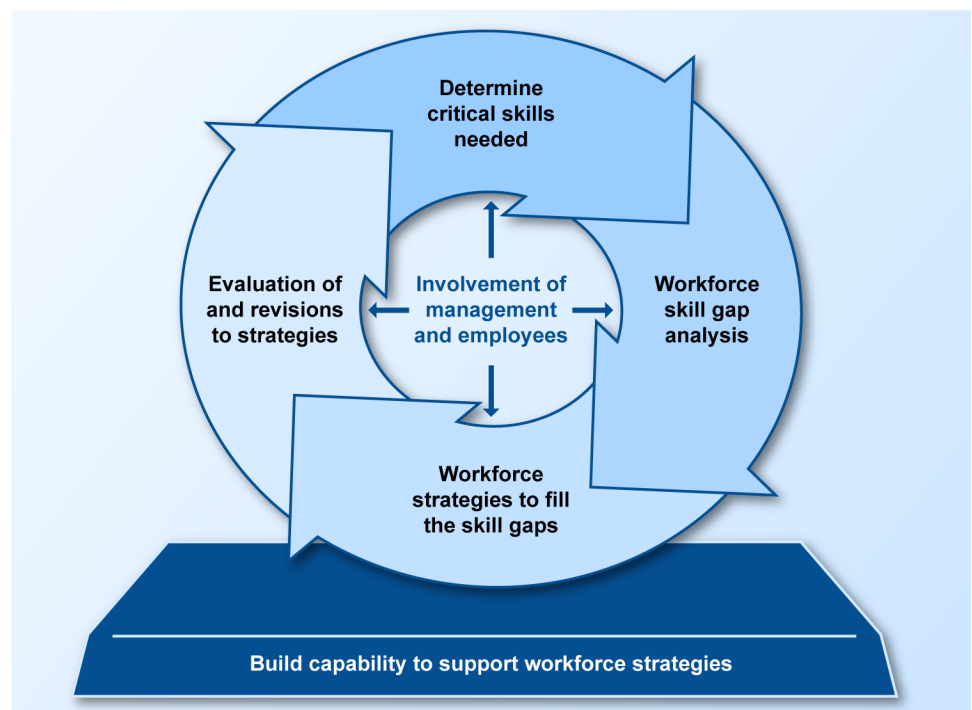 Determine
critical skills
needed
Workforce
skill gap
analysis
Workforce
strategies to fill
the skill gaps
Evaluation of
and revisions
to strategies
Involvement of
management
and employees
Build capability to support workforce strategies